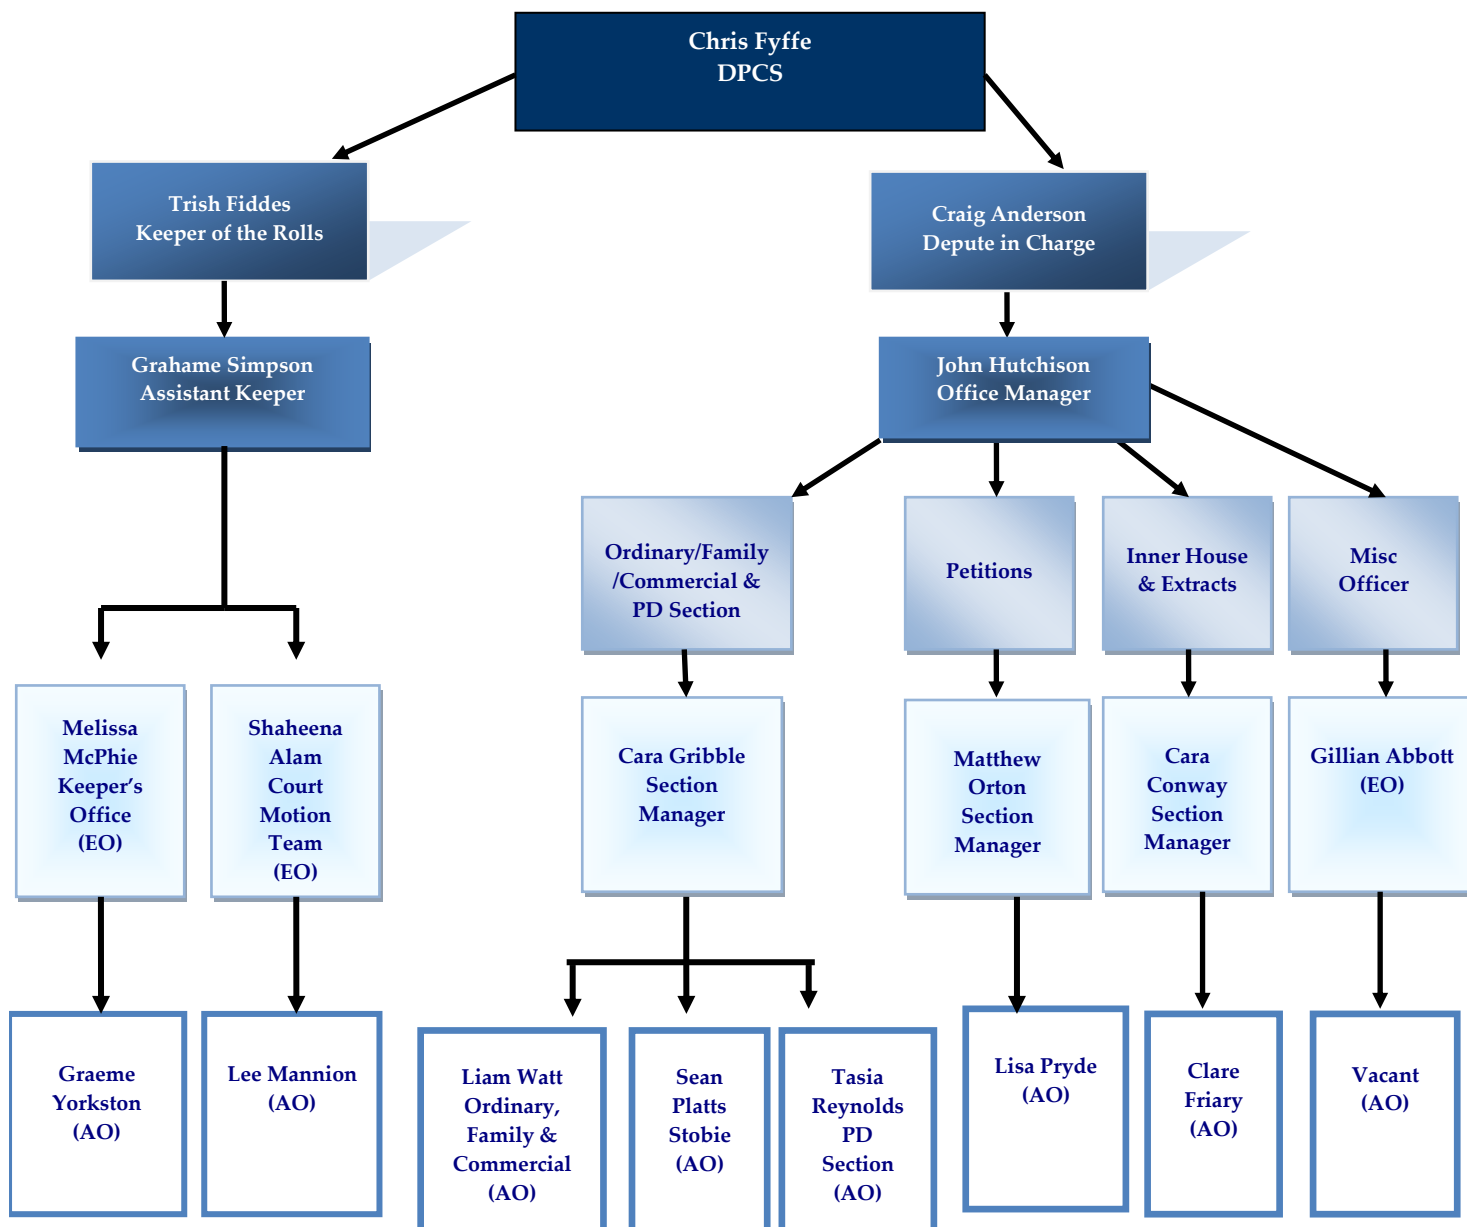 Chris Fyffe
DPCS
Trish Fiddes
Keeper of the Rolls
Craig Anderson
Depute in Charge
Grahame Simpson
Assistant Keeper
John Hutchison
Office Manager
Ordinary/Family
/Commercial &
PD Section
Petitions
Inner House
& Extracts
Misc
Officer
Melissa
McPhie
Keeper’s
Office
(EO)
Shaheena
Alam
Court
Motion
Team
(EO)
Cara Gribble
Section
Manager
Matthew
Orton
Section
Manager
Cara
Conway
Section
Manager
Gillian Abbott
(EO)
Graeme
Yorkston
(AO)
Lee Mannion
(AO)
Liam Watt
Ordinary,
Family &
Commercial
(AO)
Sean
Platts
Stobie
(AO)
Tasia
Reynolds
PD
Section
(AO)
Lisa Pryde
(AO)
Clare
Friary
(AO)
Vacant
(AO)